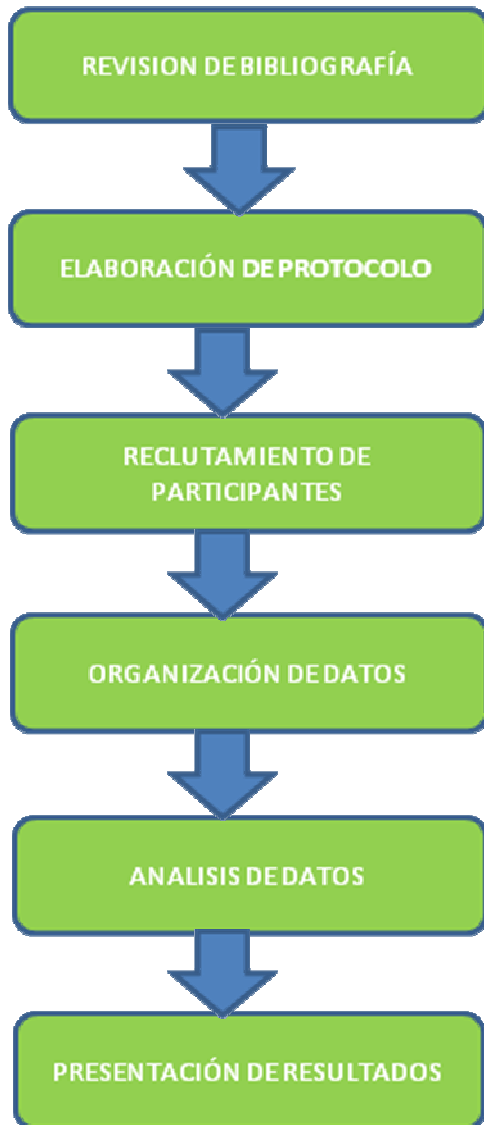 REVISION DE BIBLIOGRAFÍA
ELABORACIÓN DE PROTOCOLO
RECLUTAMIENTO DE
PARTICIPANTES
ORGANIZACIÓN DE DATOS
ANALISIS DE DATOS
PRESENTACIÓN DE RESULTADOS